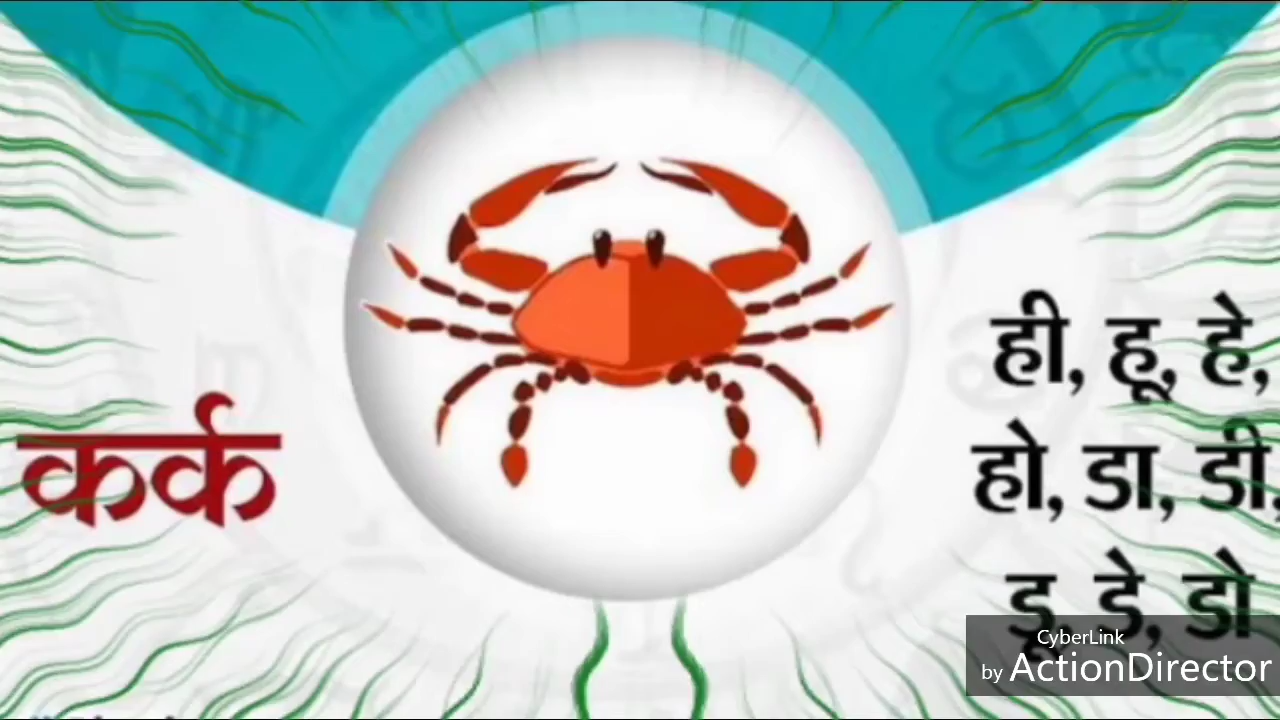 कर्क
ही, हू, हे,
हो, डा, डी,
डू, डे, डो
CyberLink
by ActionDirector